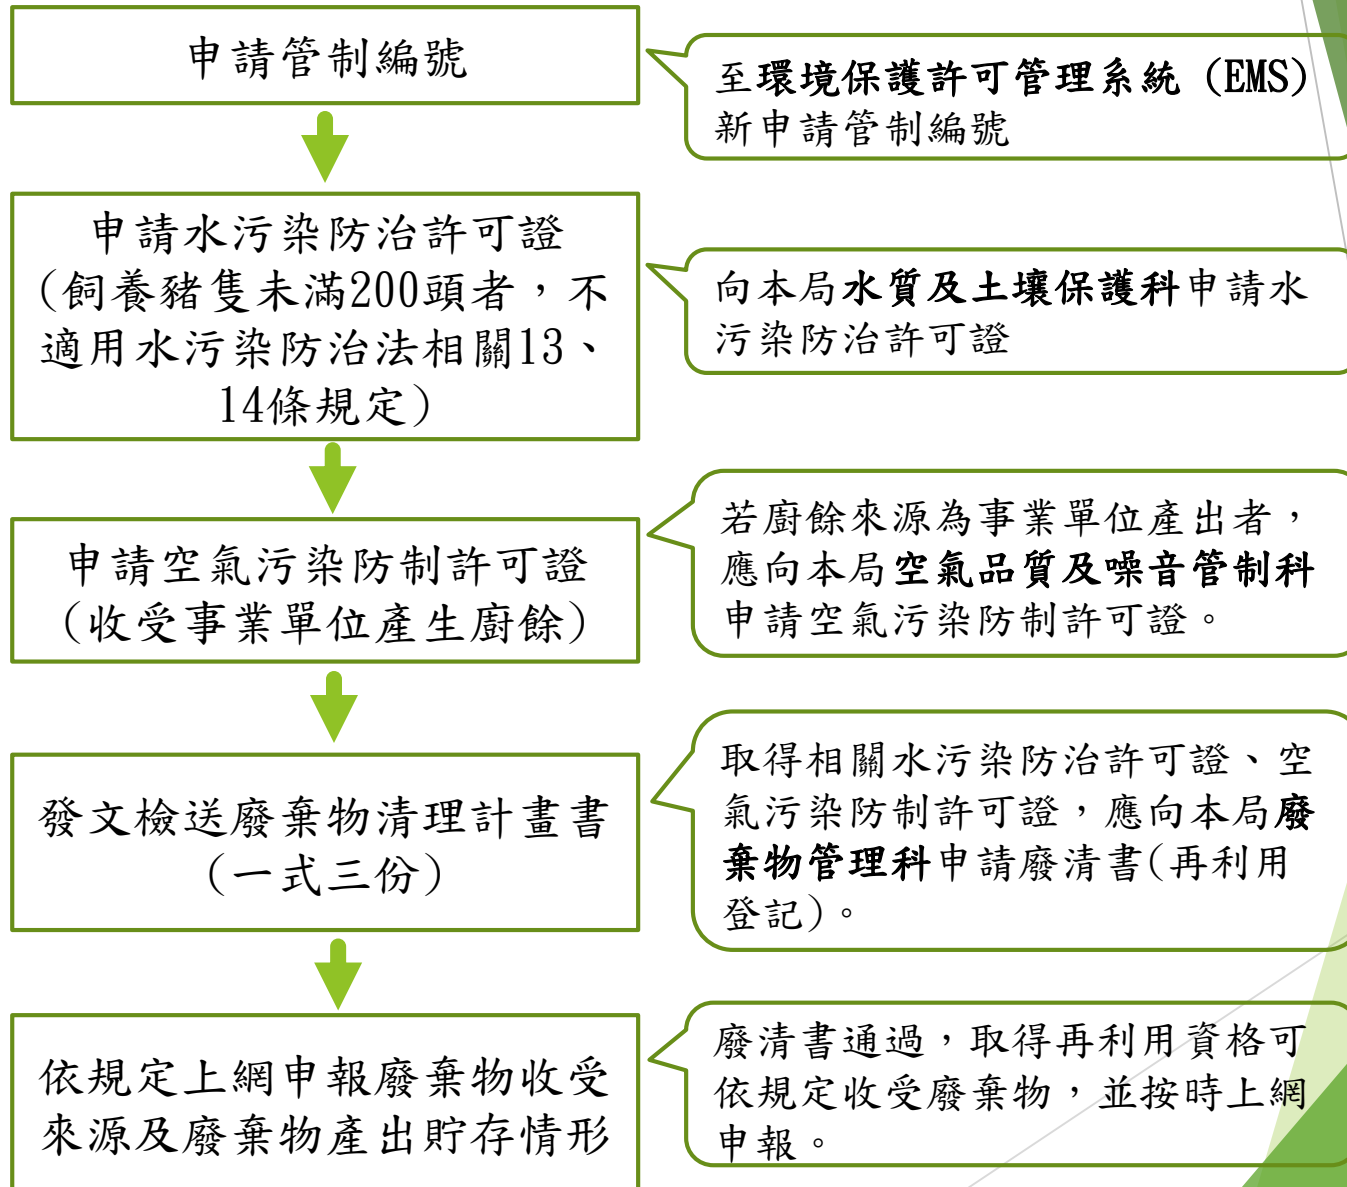 申請管制編號
至環境保護許可管理系統 (EMS)
新申請管制編號
申請水污染防治許可證
(飼養豬隻未滿200頭者，不
適用水污染防治法相關13、
14條規定)
向本局水質及土壤保護科申請水
污染防治許可證
申請空氣污染防制許可證
(收受事業單位產生廚餘)
若廚餘來源為事業單位產出者，
應向本局空氣品質及噪音管制科
申請空氣污染防制許可證。
發文檢送廢棄物清理計畫書
(一式三份)
取得相關水污染防治許可證、空
氣污染防制許可證，應向本局廢
棄物管理科申請廢清書(再利用
登記)。
依規定上網申報廢棄物收受
來源及廢棄物產出貯存情形
廢清書通過，取得再利用資格可
依規定收受廢棄物，並按時上網
申報。